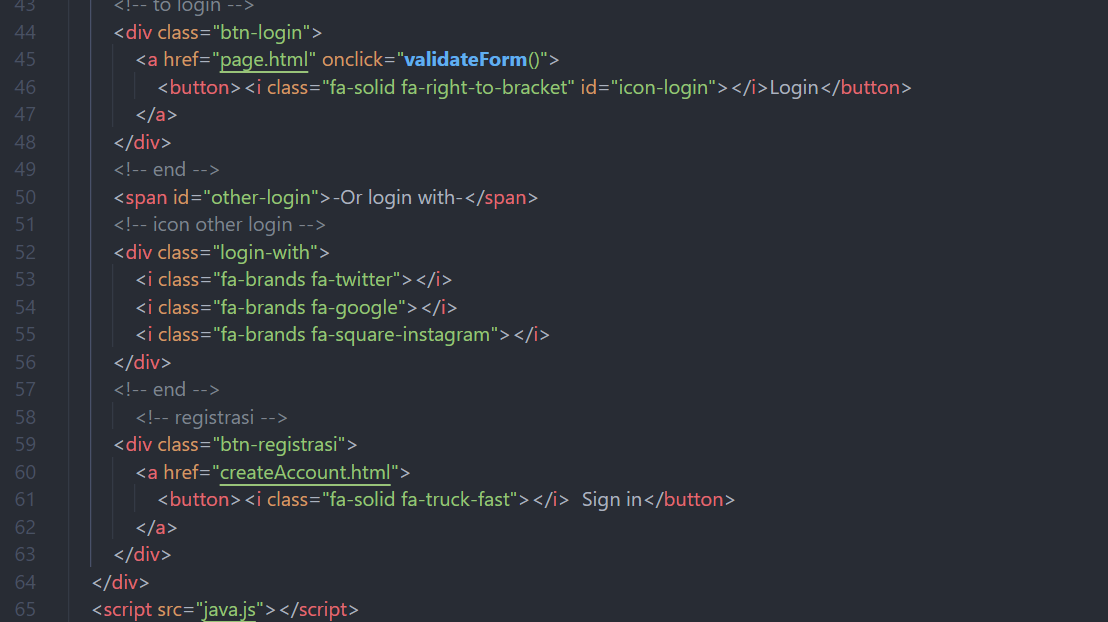 43 <!-- to login -->
44 <div class="btn-login">
45 <a href="page.html" onclick="validateForm()">
46 <button><i class="fa-solid fa-right-to-bracket" id="icon-login"></i>Login</button>
47 </a>
48 </div>
49 <!-- end -->
50 <span id="other-login">-Or login with-</span>
51 <!-- icon other login -->
52 <div class="login-with">
53 <i class="fa-brands fa-twitter"></i>
54 <i class="fa-brands fa-google"></i>
55 <i class="fa-brands fa-square-instagram"></i>
56 </div>
57 <!-- end -->
58 <!-- registrasi -->
59 <div class="btn-registrasi">
60 <a href="createAccount.html">
61 <button><i class="fa-solid fa-truck-fast"></i> Sign in</button>
62 </a>
63 </div>
64 </div>
65 <script src="java.js"></script>